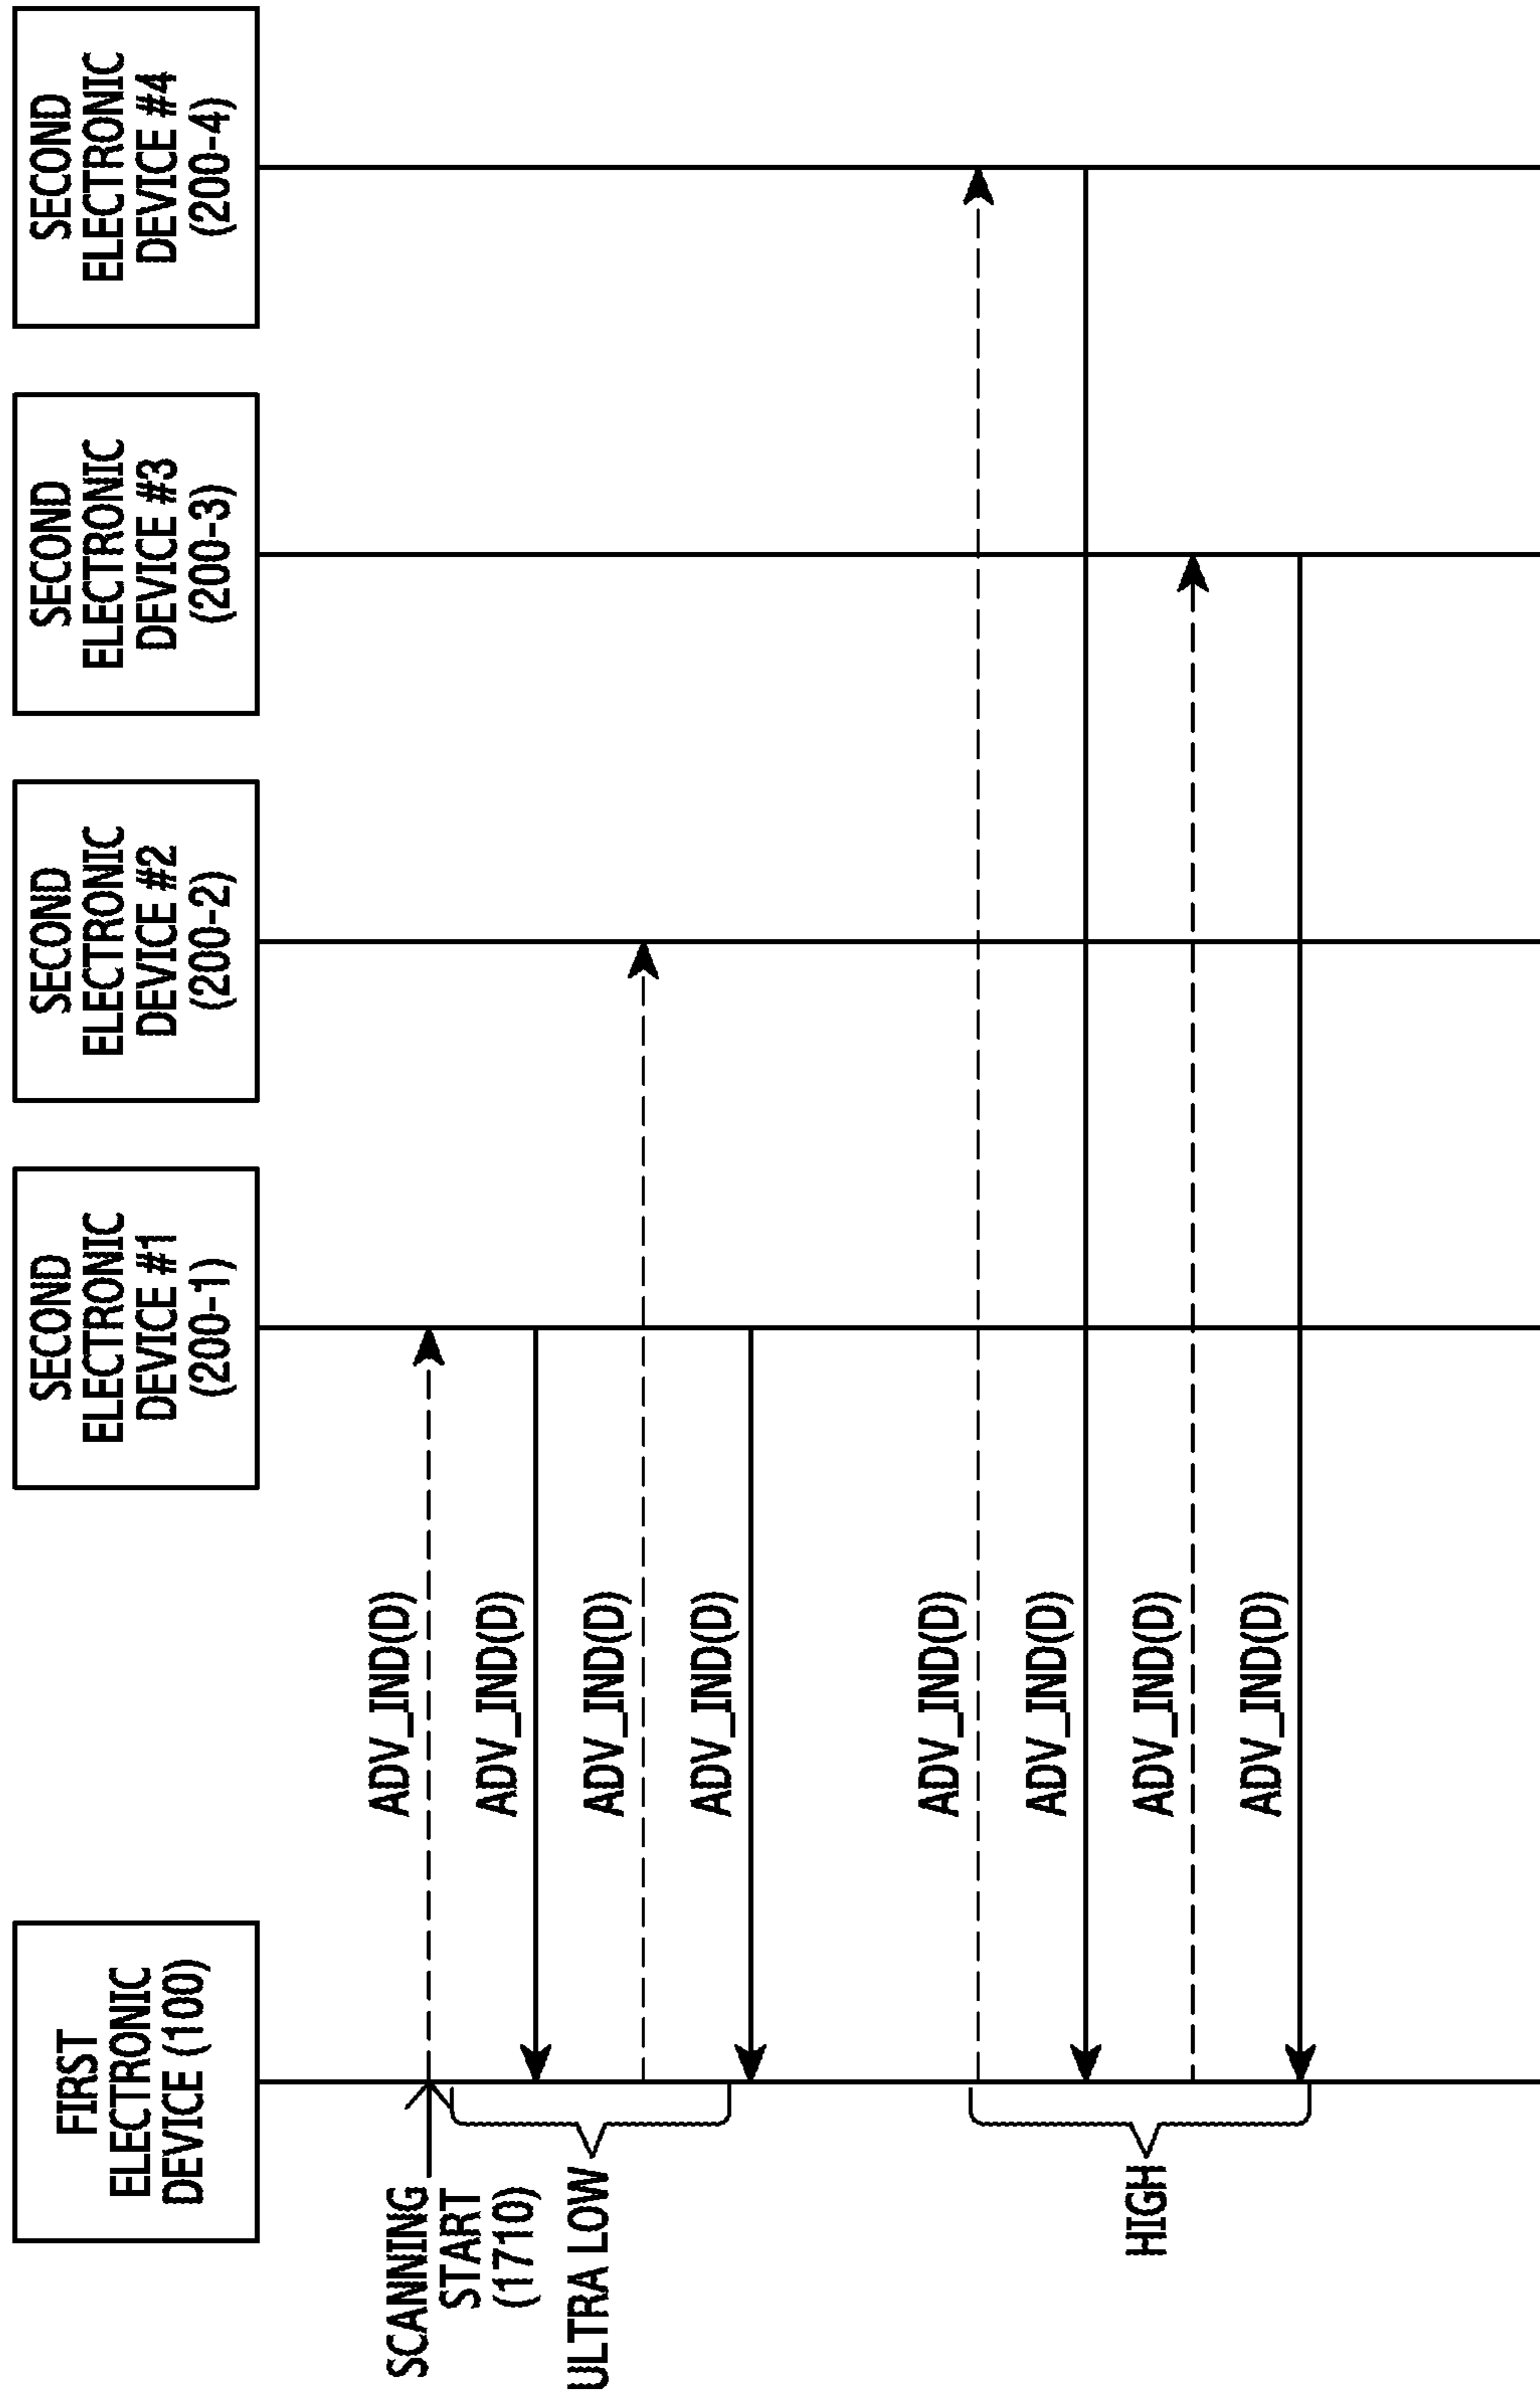 FIRST
ELECTRONIC
DEVICE (100)
SECOND
ELECTRONIC
DEVICE #1
(200-1)
SECOND
ELECTRONIC
DEVICE #2
(200-2)
SECOND
ELECTRONIC
DEVICE #3
(200-3)
SECOND
ELECTRONIC
DEVICE #4
(200-4)
SCANNING
START
(1710)
ADV_IND(D)
ADV_IND(D)
ULTRA LOW
ADV_IND(D)
ADV_IND(D)
ADV_IND(D)
ADV_IND(D)
HIGH
ADV_IND(D)
ADV_IND(D)